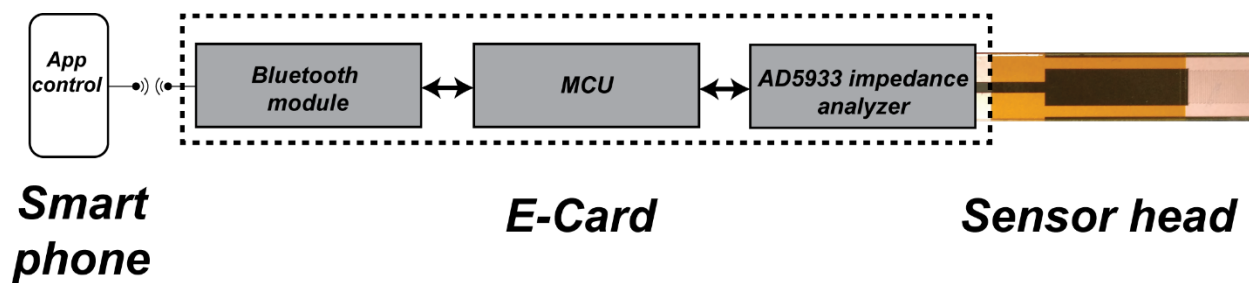 App
control
Bluetooth
module
MCU
AD5933 impedance
analyzer
Smart
phone
E-Card
Sensor head